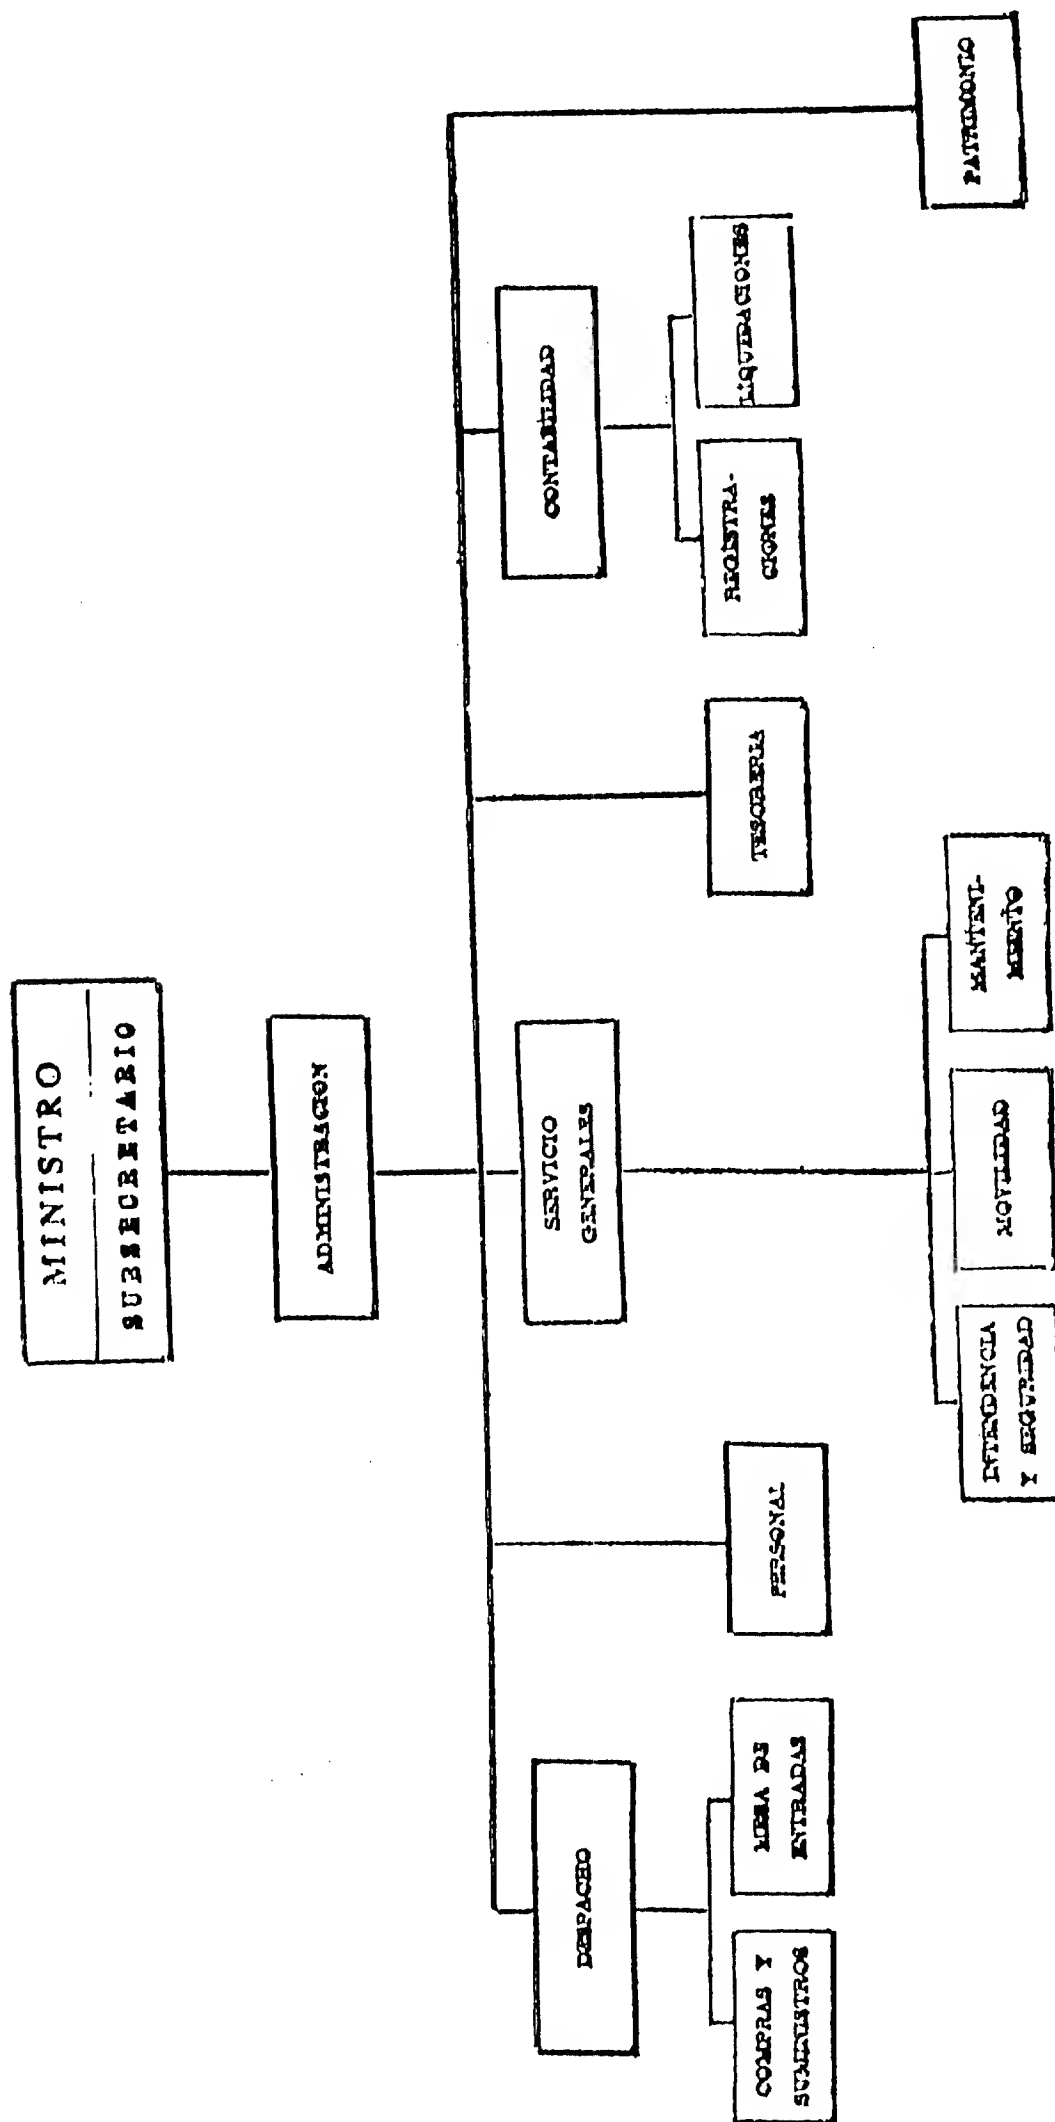 MINISTRO
SUBSECRETARIO
ADMINISTRACION
DESPACHO
SERVICIO
GENERALES
CONTABILIDAD
COMPRAS Y
SUMINISTROS
MESA DE
ENTRADAS
PERSONAL
TESORERIA
REGISTRA-
CIONES
LIQUIDACIONES
INTENDENCIA
Y SEGURIDAD
MOVILIDAD
MANTENI-
MIENTO
PATRIMONIO